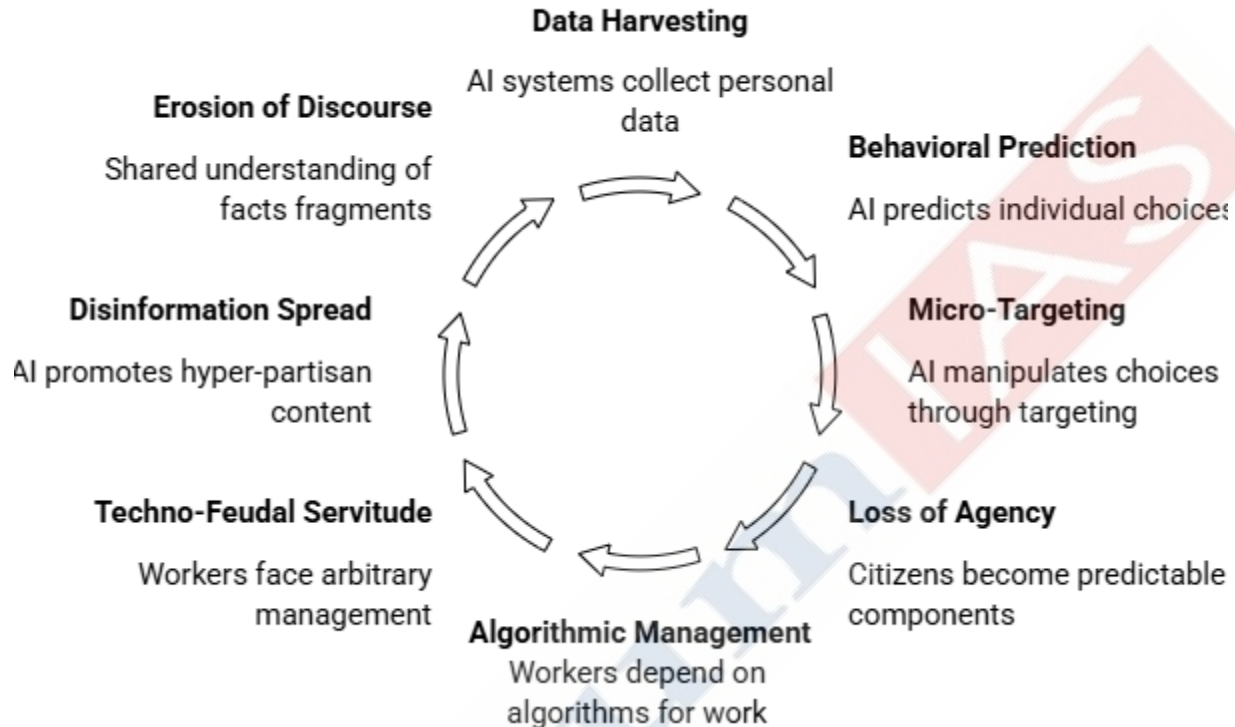 Data Harvesting
AI systems collect personal
data
Behavioral Prediction
AI predicts individual choices
Micro-Targeting
AI manipulates choices
through targeting
Loss of Agency
Citizens become predictable
components
Algorithmic Management
Workers depend on
algorithms for work
Techno-Feudal Servitude
Workers face arbitrary
management
Disinformation Spread
AI promotes hyper-partisan
content
Erosion of Discourse
Shared understanding of
facts fragments
IAS